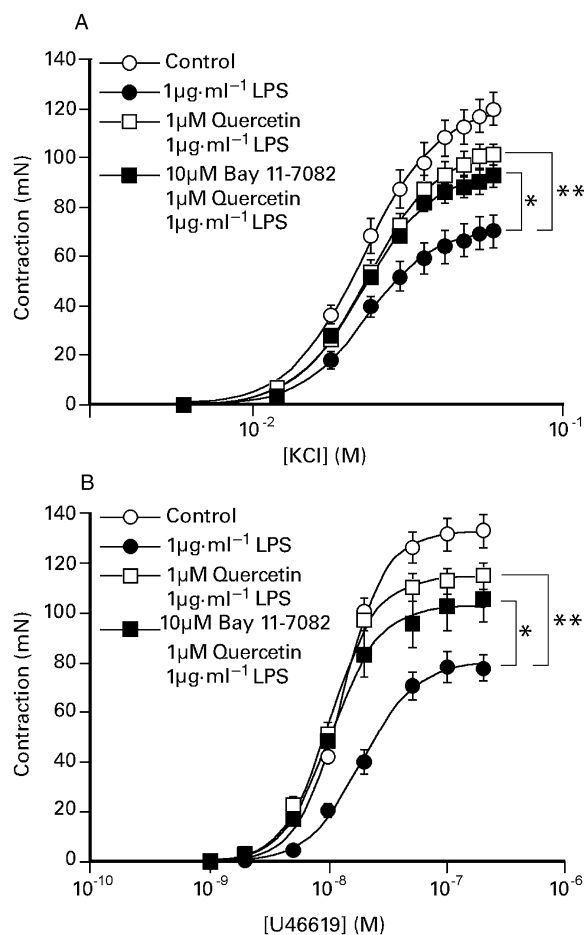 A
140
120
100
80
60
40
20
0
Contraction (mN)
Control
1µg·ml⁻¹ LPS
1µM Quercetin
1µg·ml⁻¹ LPS
10µM Bay 11-7082
1µM Quercetin
1µg·ml⁻¹ LPS
*
**
10⁻² 10⁻¹
[KCl] (M)
B
140
120
100
80
60
40
20
0
Contraction (mN)
Control
1µg·ml⁻¹ LPS
1µM Quercetin
1µg·ml⁻¹ LPS
10µM Bay 11-7082
1µM Quercetin
1µg·ml⁻¹ LPS
*
**
10⁻¹⁰ 10⁻⁹ 10⁻⁸ 10⁻⁷ 10⁻⁶
[U46619] (M)